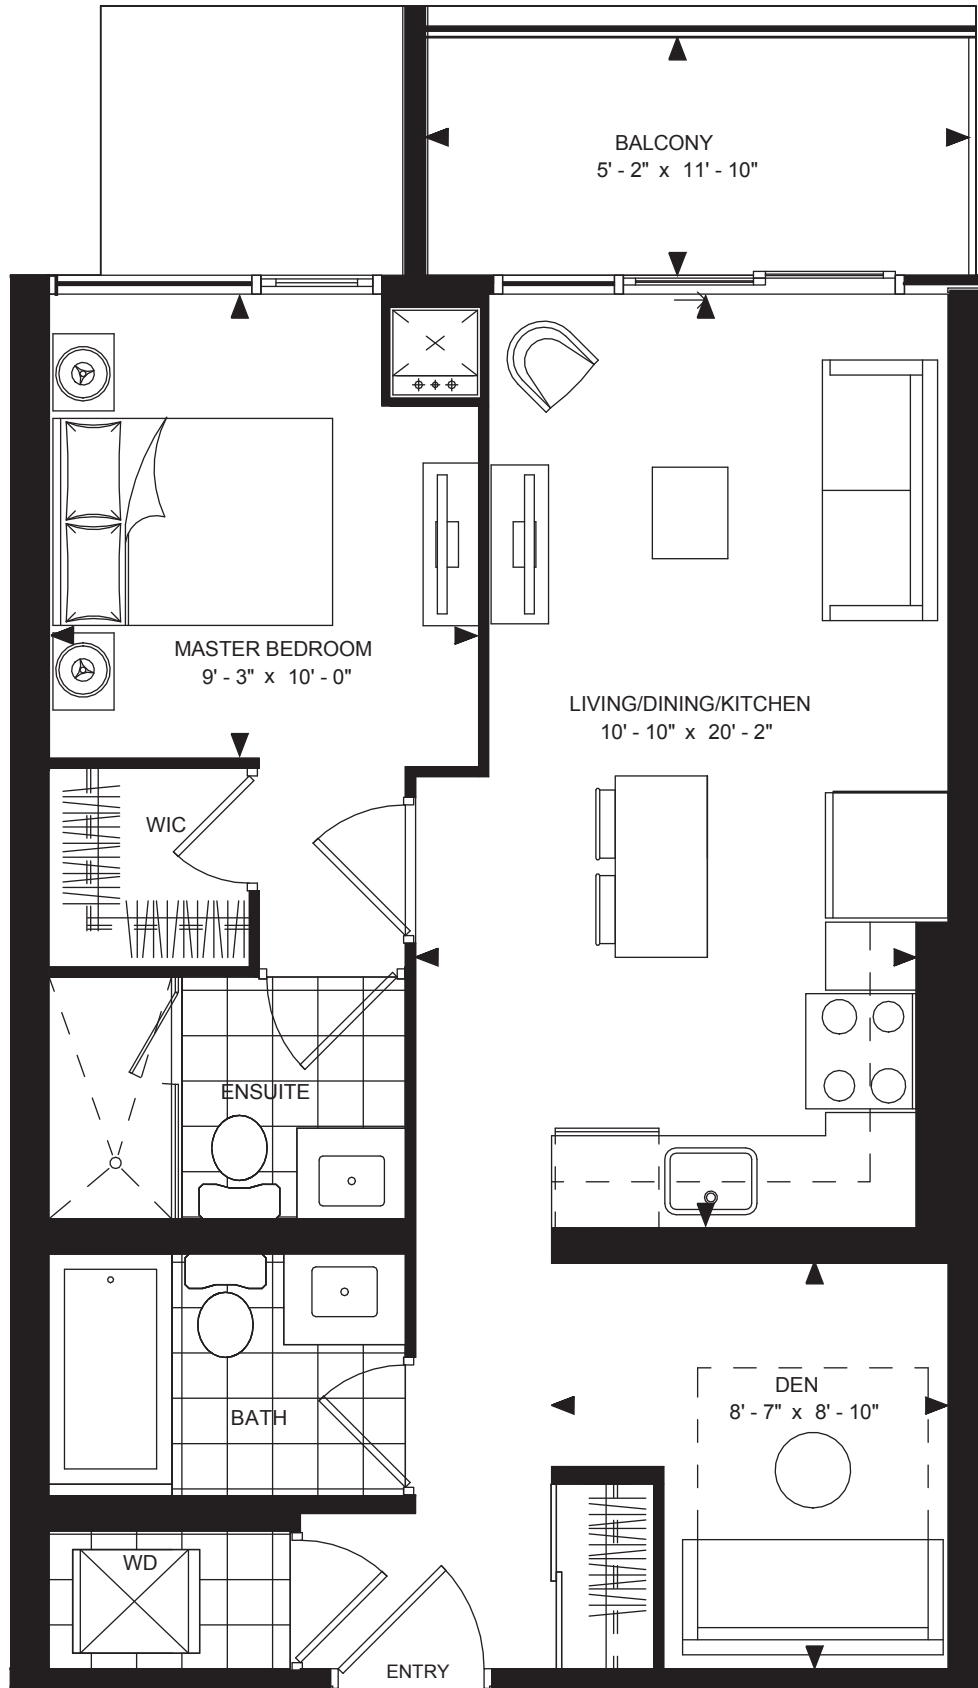 BALCONY
5' - 2" x 11' - 10"
MASTER BEDROOM
9' - 3" x 10' - 0"
LIVING/DINING/KITCHEN
10' - 10" x 20' - 2"
WIC
ENSUITE
DEN
8' - 7" x 8' - 10"
BATH
WD
ENTRY